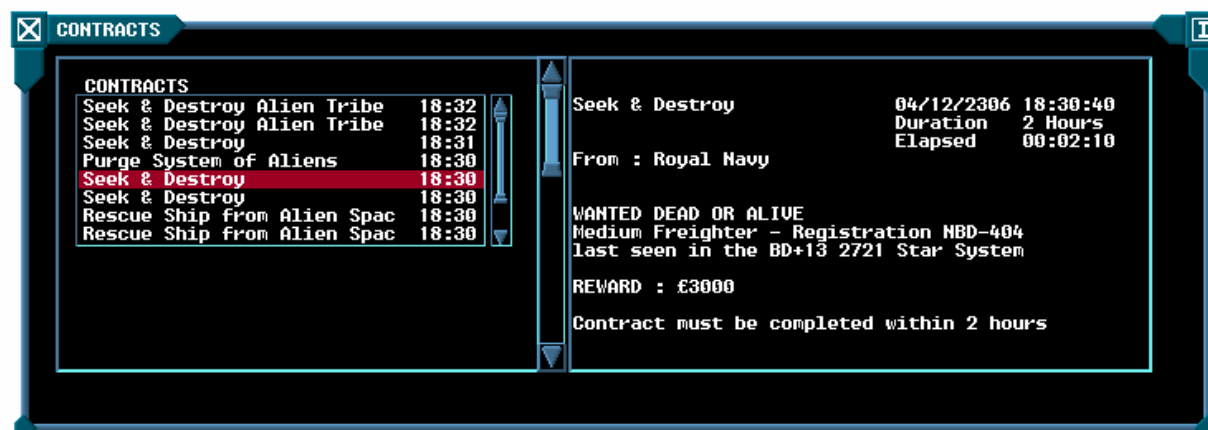 CONTRACTS
CONTRACTS
Seek & Destroy Alien Tribe 18:32
Seek & Destroy Alien Tribe 18:32
Seek & Destroy 18:31
Purge System of Aliens 18:30
Seek & Destroy 18:30
Seek & Destroy 18:30
Rescue Ship from Alien Spac 18:30
Rescue Ship from Alien Spac 18:30
Seek & Destroy 04/12/2306 18:30:40
Duration 2 Hours
Elapsed 00:02:10
From : Royal Navy
WANTED DEAD OR ALIVE
Medium Freighter - Registration NBD-404
last seen in the BD+13 2721 Star System
REWARD : £3000
Contract must be completed within 2 hours